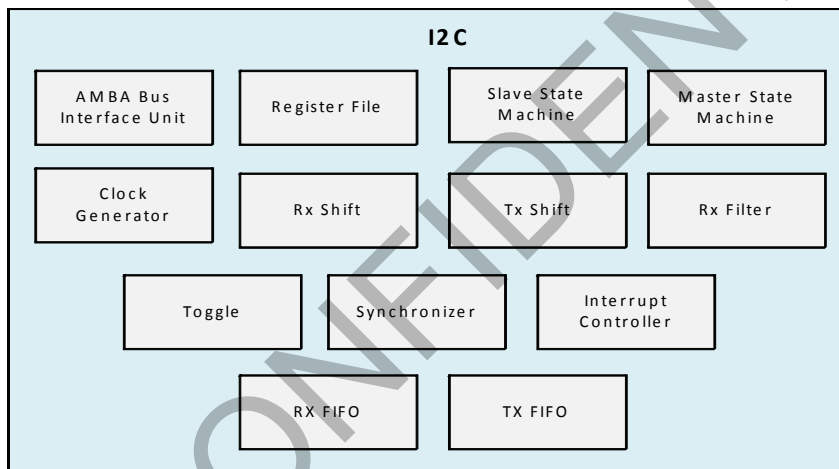 I2C
AMBA Bus
Interface Unit
Register File
Slave State
Machine
Master State
Machine
Clock
Generator
Rx Shift
Tx Shift
Rx Filter
Toggle
Synchronizer
Interrupt
Controller
RX FIFO
TX FIFO
ONFIDEN